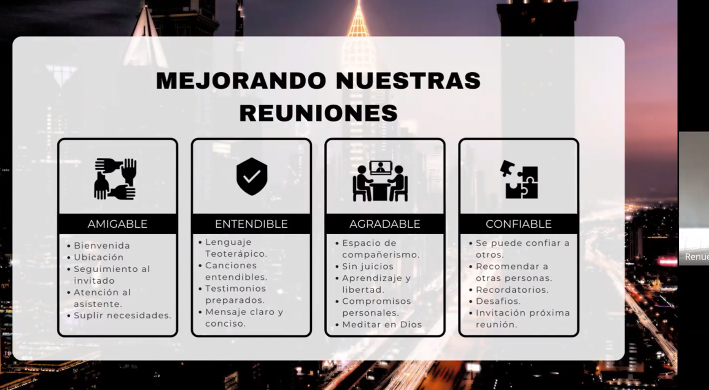 MEJORANDO NUESTRAS
REUNIONES
AMIGABLE
• Bienvenida
• Ubicación
• Seguimiento al
invitado
• Atención al
asistente.
• Suplir necesidades.
ENTENDIBLE
• Lenguaje
Teoterápico.
• Canciones
entendibles.
• Testimonios
preparados.
• Mensaje claro y
conciso.
AGRADABLE
• Espacio de
compañerismo.
• Sin juicios
• Aprendizaje y
libertad.
• Compromisos
personales.
• Meditar en Dios
CONFIABLE
• Se puede confiar a
otros.
• Recomendar a
otras personas.
• Recordatorios.
• Desafios.
• Invitación próxima
reunión.